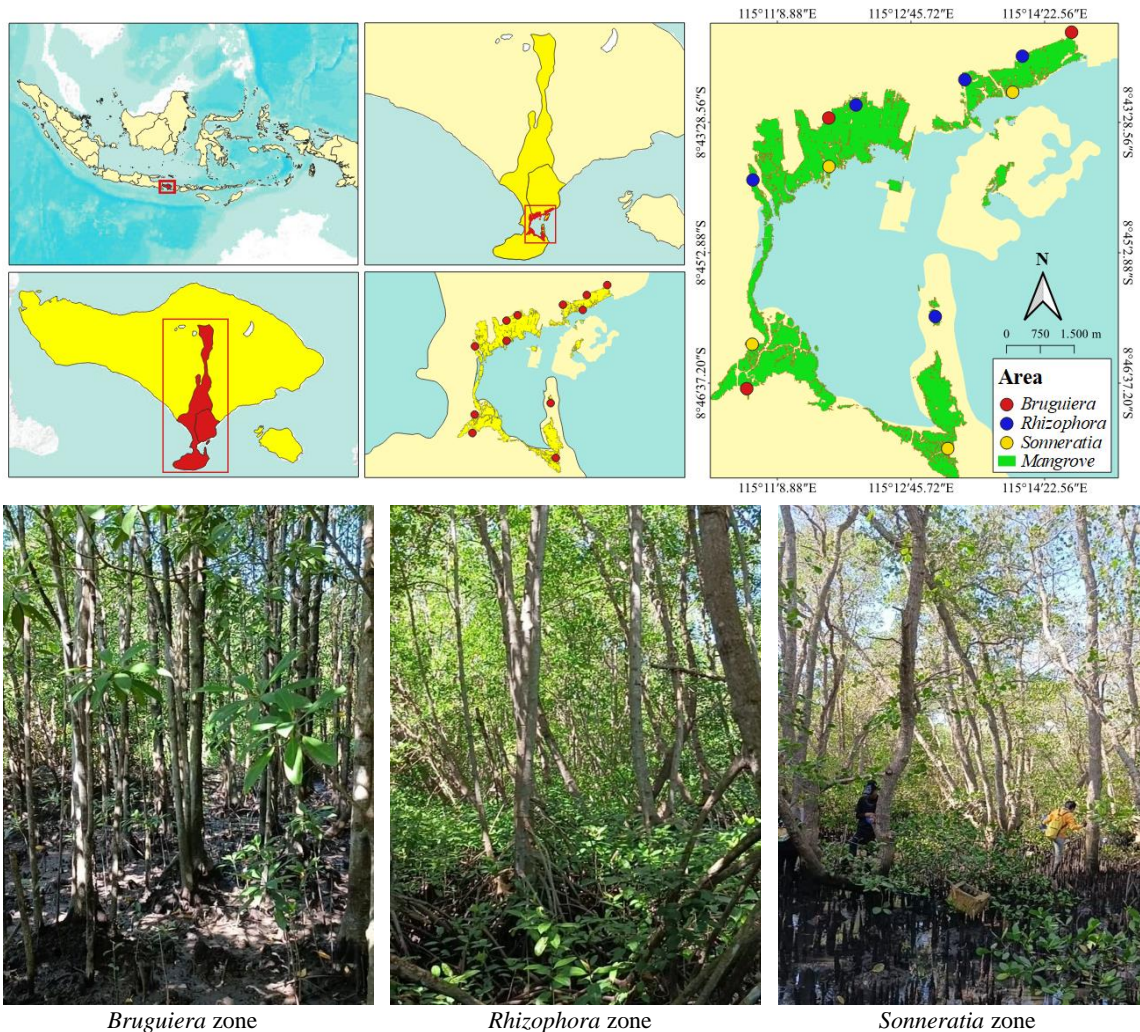 115°11′8.88″E 115°12′45.72″E 115°14′22.56″E
8°43′28.56″S
8°43′28.56″S
8°45′2.88″S
8°45′2.88″S
N
0 750 1.500 m
8°46′37.20″S
8°46′37.20″S
Area
Bruguiera
Rhizophora
Sonneratia
Mangrove
115°11′8.88″E 115°12′45.72″E 115°14′22.56″E
Bruguiera zone Rhizophora zone Sonneratia zone